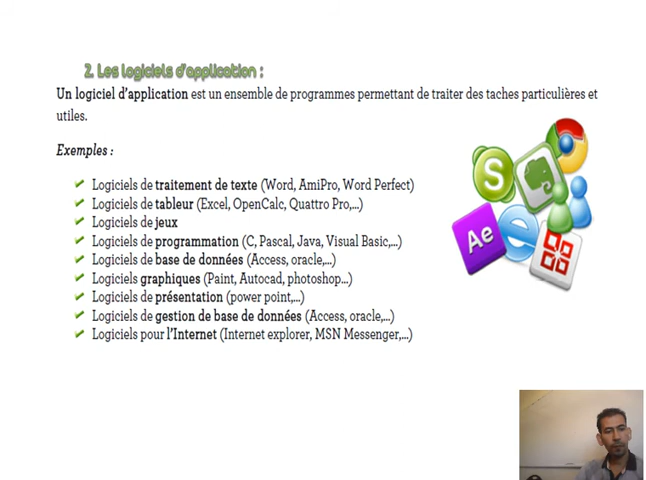 2. Les logiciels d'application :
Un logiciel d'application est un ensemble de programmes permettant de traiter des taches particulières et
utiles.
Exemples :
Logiciels de traitement de texte (Word, AmiPro, Word Perfect)
Logiciels de tableur (Excel, OpenCalc, Quattro Pro,...)
Logiciels de jeux
Logiciels de programmation (C, Pascal, Java, Visual Basic,...)
Logiciels de base de données (Access, oracle,...)
Logiciels graphiques (Paint, Autocad, photoshop...)
Logiciels de présentation (power point,...)
Logiciels de gestion de base de données (Access, oracle,...)
Logiciels pour l'Internet (Internet explorer, MSN Messenger,...)
S
Ae
e